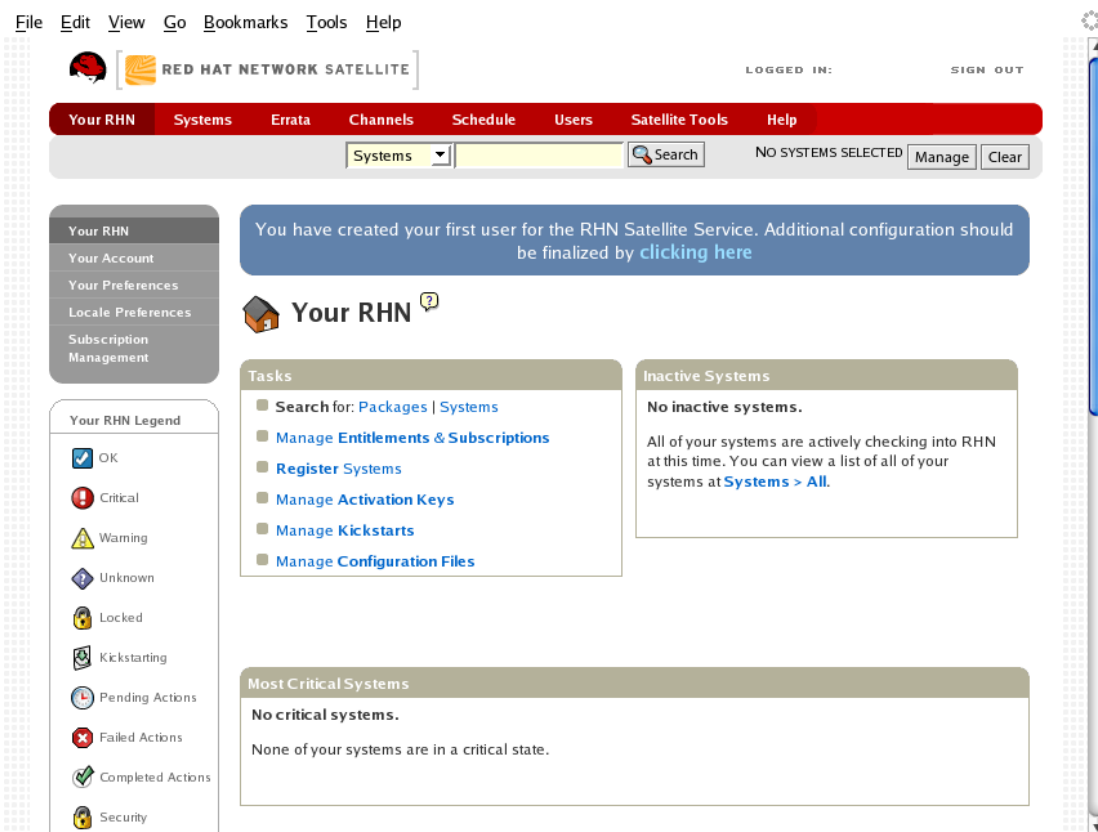 File Edit View Go Bookmarks Tools Help
RED HAT NETWORK SATELLITE
LOGGED IN: SIGN OUT
Your RHN Systems Errata Channels Schedule Users Satellite Tools Help
Systems Search NO SYSTEMS SELECTED Manage Clear
Your RHN
Your Account
Your Preferences
Locale Preferences
Subscription
Management
Your RHN Legend
OK
Critical
Warning
Unknown
Locked
Kickstarting
Pending Actions
Failed Actions
Completed Actions
Security
You have created your first user for the RHN Satellite Service. Additional configuration should
be finalized by clicking here
Your RHN ?
Tasks
Search for: Packages | Systems
Manage Entitlements & Subscriptions
Register Systems
Manage Activation Keys
Manage Kickstarts
Manage Configuration Files
Inactive Systems
No inactive systems.
All of your systems are actively checking into RHN
at this time. You can view a list of all of your
systems at Systems > All.
Most Critical Systems
No critical systems.
None of your systems are in a critical state.